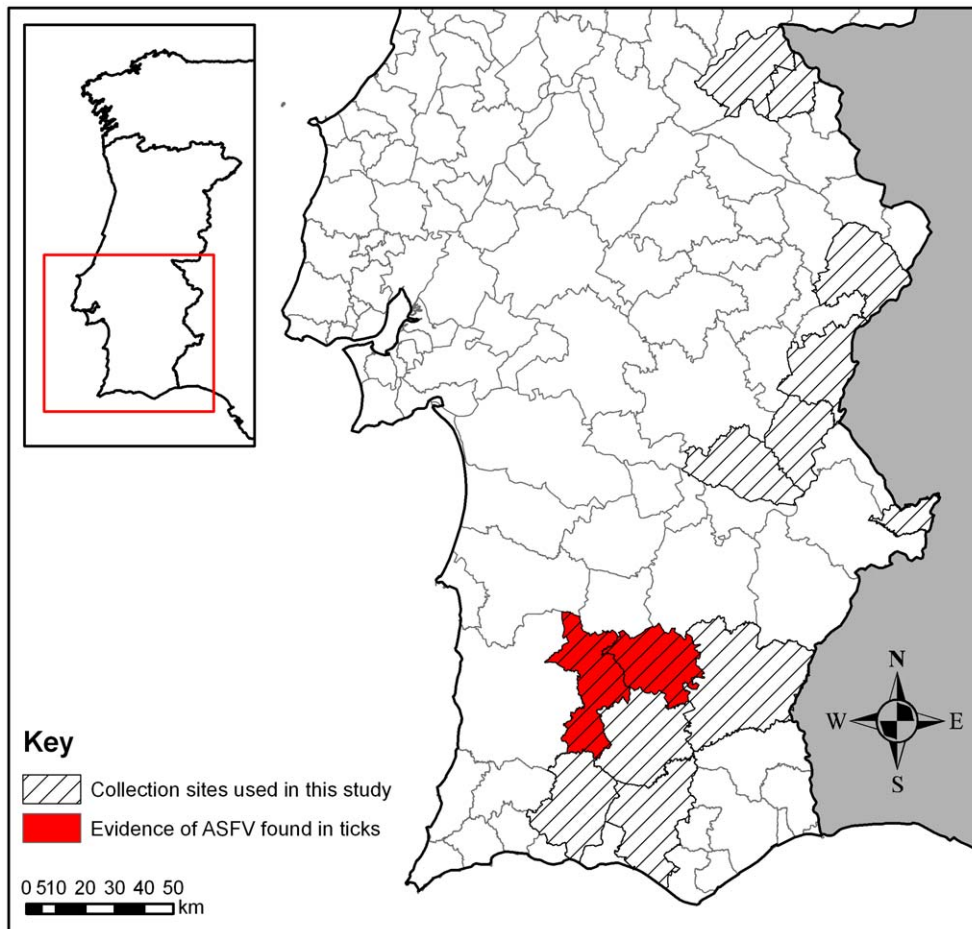 N
W E
S
Key
Collection sites used in this study
Evidence of ASFV found in ticks
0 510 20 30 40 50
km